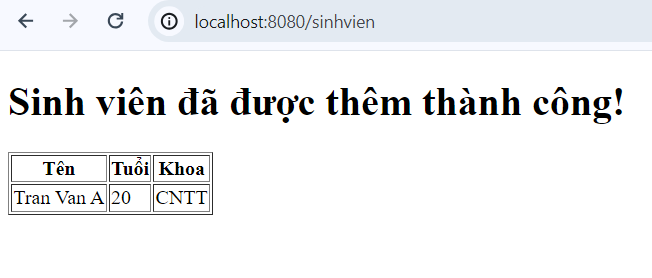 localhost:8080/sinhvien
Sinh viên đã được thêm thành công!
Tên Tuổi Khoa
Tran Van A 20 CNTT